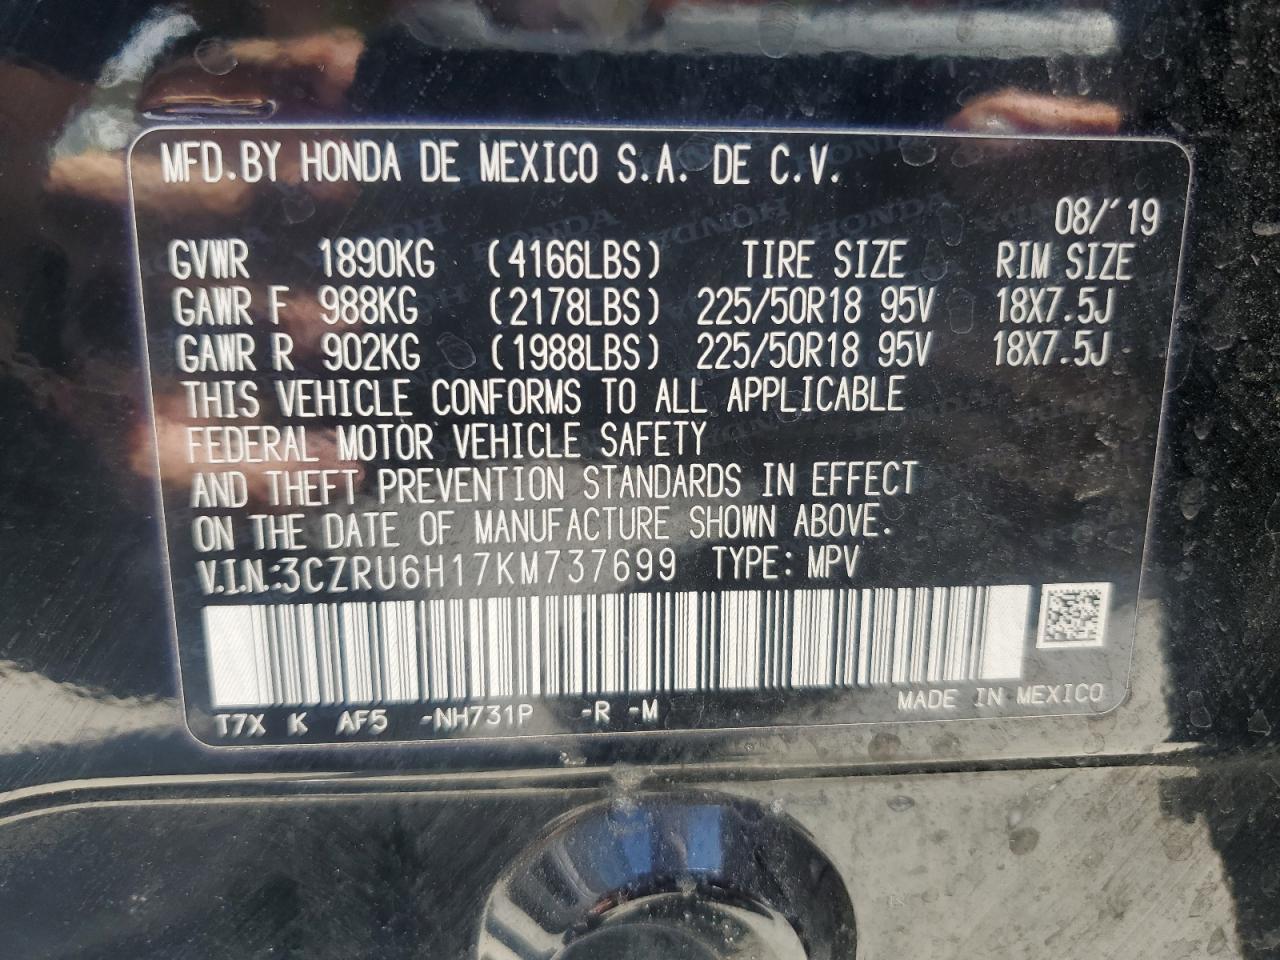 MFD.BY HONDA DE MEXICO S.A. DE C.V.
08/'19
GVWR 1890KG (4166LBS) TIRE SIZE RIM SIZE
GAWR F 988KG (2178LBS) 225/50R18 95V 18X7.5J
GAWR R 902KG (1988LBS) 225/50R18 95V 18X7.5J
THIS VEHICLE CONFORMS TO ALL APPLICABLE
FEDERAL MOTOR VEHICLE SAFETY
AND THEFT PREVENTION STANDARDS IN EFFECT
ON THE DATE OF MANUFACTURE SHOWN ABOVE.
V.I.N.:3CZRU6H17KM737699 TYPE: MPV
T7X K AF5 -NH731P -R -M MADE IN MEXICO